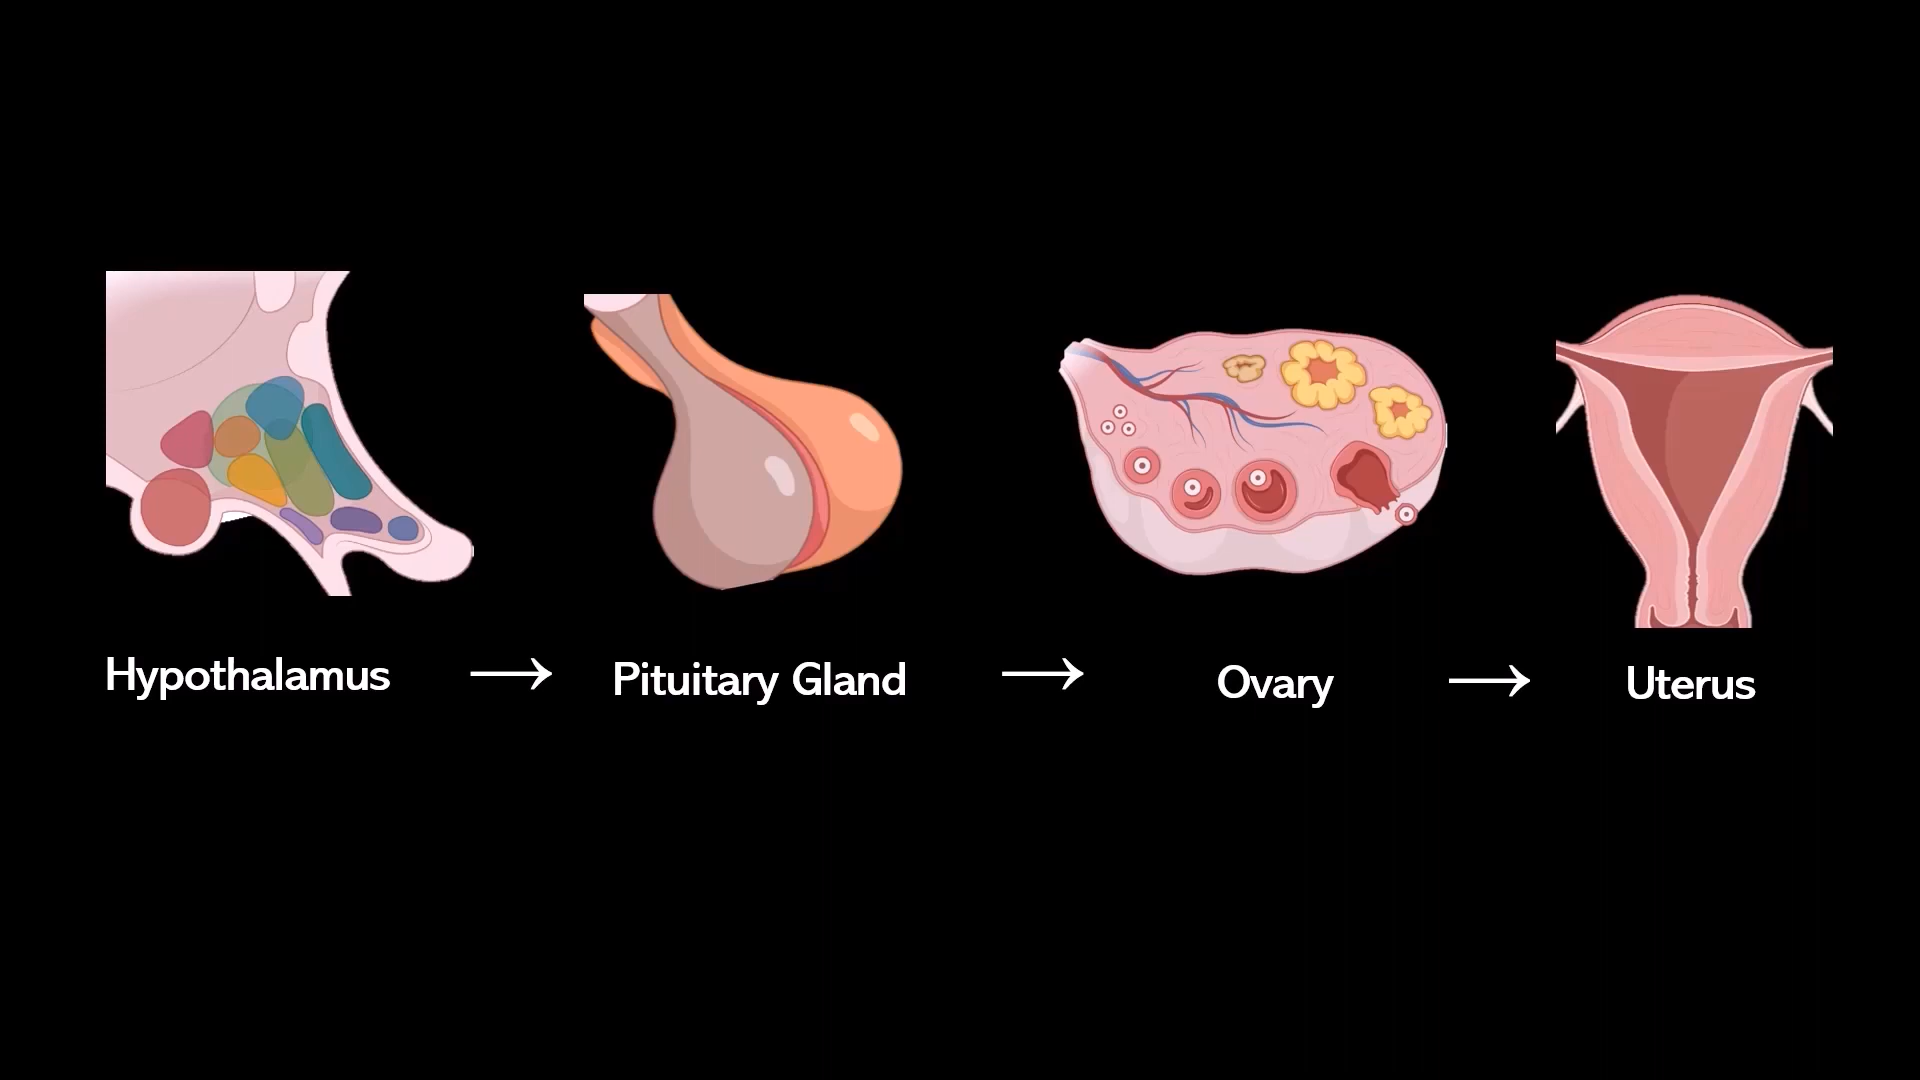 Hypothalamus → Pituitary Gland → Ovary → Uterus